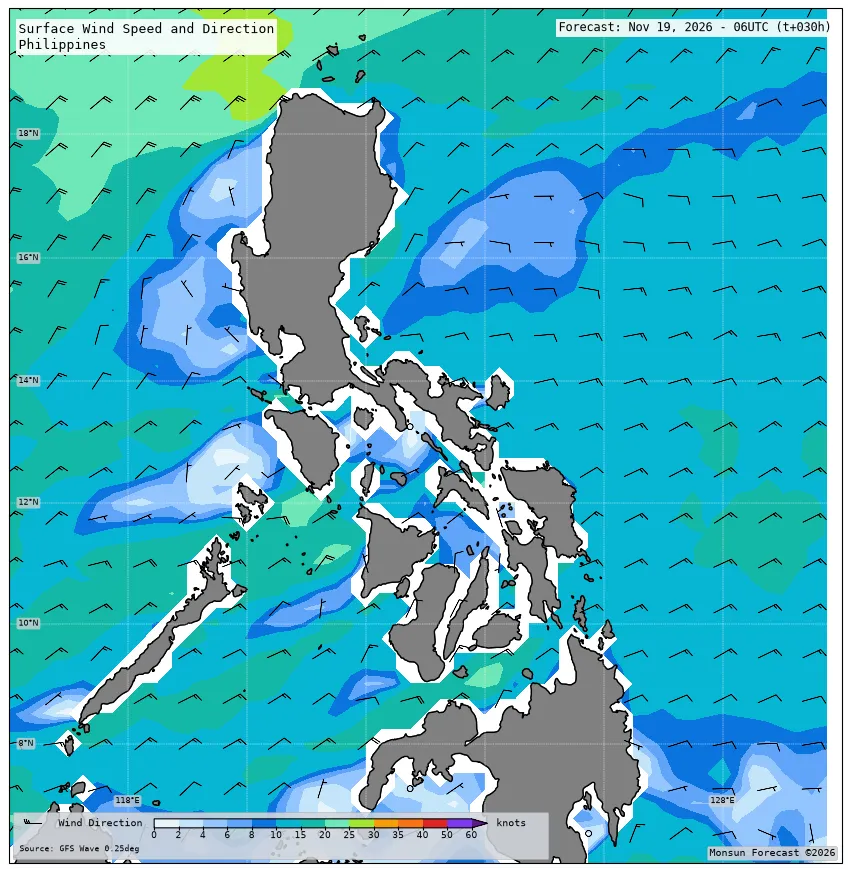 Surface Wind Speed and Direction
Philippines
Forecast: Nov 19, 2026 - 06UTC (t+030h)
18°N
16°N
14°N
12°N
10°N
8°N
118°E
128°E
Wind Direction
0 2 4 6 8 10 15 20 25 30 35 40 50 60
knots
Source: GFS Wave 0.25deg
Monsun Forecast ©2026